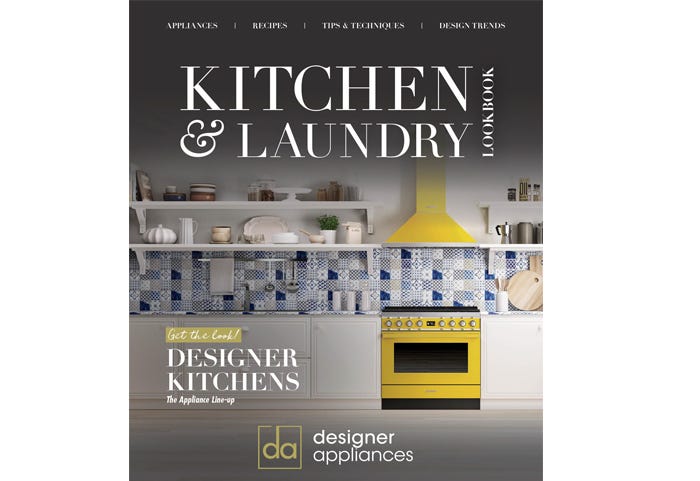 APPLIANCES | RECIPES | TIPS & TECHNIQUES | DESIGN TRENDS
KITCHEN
& LAUNDRY
LOOKBOOK
Get the look!
DESIGNER
KITCHENS
The Appliance Line-up
da designer
appliances